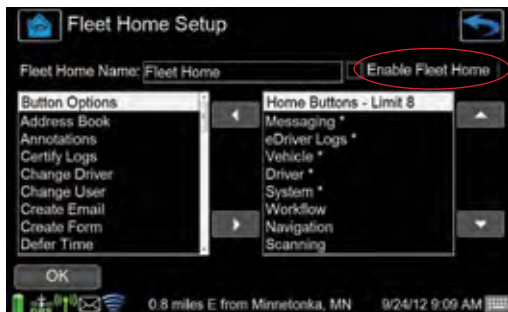 Fleet Home Setup
Fleet Home Name: Fleet Home
Enable Fleet Home
Button Options
Address Book
Annotations
Certify Logs
Change Driver
Change User
Create Email
Create Form
Defer Time
Home Buttons - Limit 8
Messaging *
eDriver Logs *
Vehicle *
Driver *
System *
Workflow
Navigation
Scanning
OK
0.8 miles E from Minnetonka, MN
9/24/12 9:09 AM